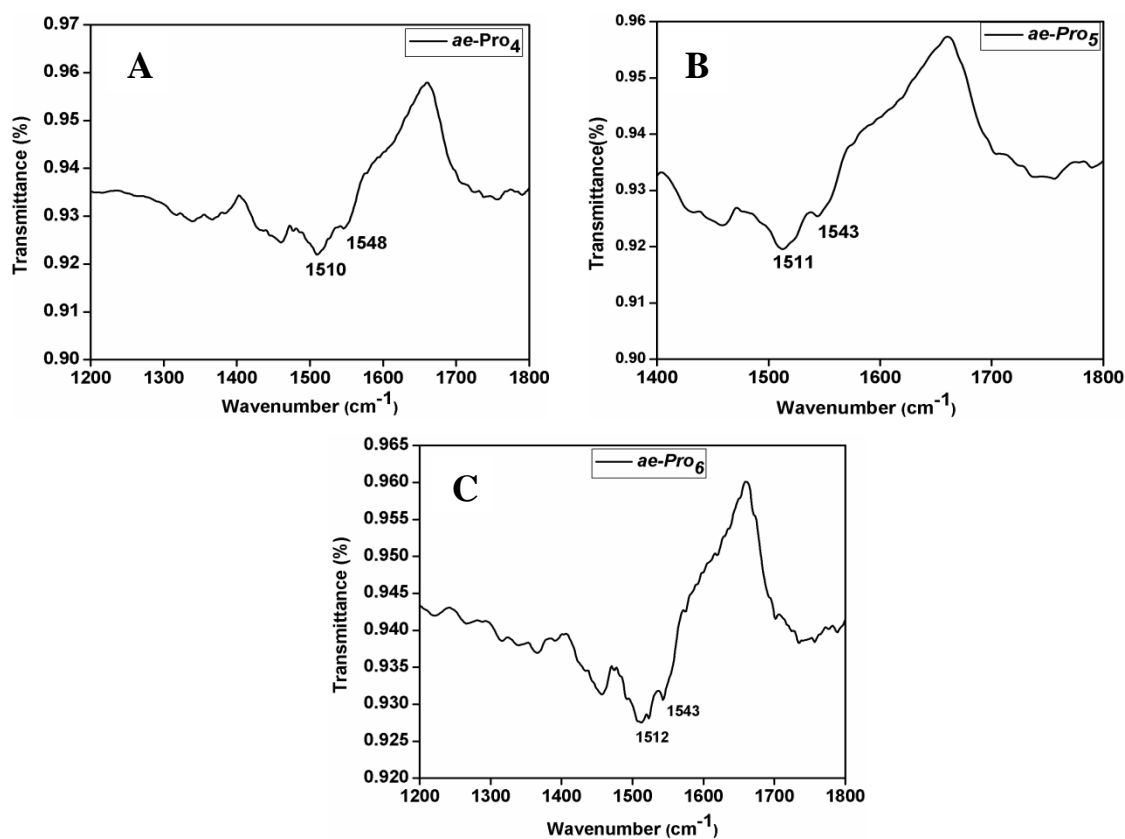 A
ae-Pro4
Transmittance (%)
0.97
0.96
0.95
0.94
0.93
0.92
0.91
0.90
1548
1510
1200 1300 1400 1500 1600 1700 1800
Wavenumber (cm-1)
B
ae-Pro5
Transmittance(%)
0.96
0.95
0.94
0.93
0.92
0.91
0.90
1543
1511
1400 1500 1600 1700 1800
Wavenumber (cm-1)
C
ae-Pro6
Transmittance (%)
0.965
0.960
0.955
0.950
0.945
0.940
0.935
0.930
0.925
0.920
1543
1512
1200 1300 1400 1500 1600 1700 1800
Wavenumber (cm-1)